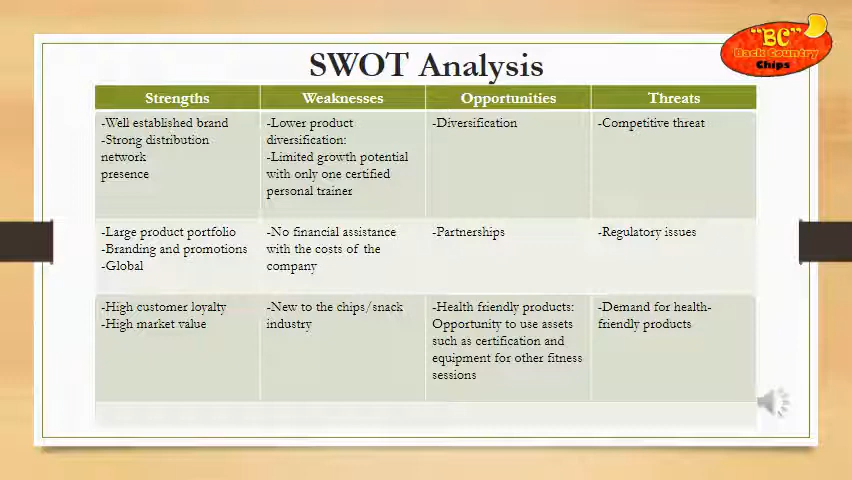 "BC"
Back Country
Chips
SWOT Analysis
Strengths
Weaknesses
Opportunities
Threats
-Well established brand
-Strong distribution
network
presence
-Lower product
diversification:
-Limited growth potential
with only one certified
personal trainer
-Diversification
-Competitive threat
-Large product portfolio
-Branding and promotions
-Global
-No financial assistance
with the costs of the
company
-Partnerships
-Regulatory issues
-High customer loyalty
-High market value
-New to the chips/snack
industry
-Health friendly products:
Opportunity to use assets
such as certification and
equipment for other fitness
sessions
-Demand for health-
friendly products